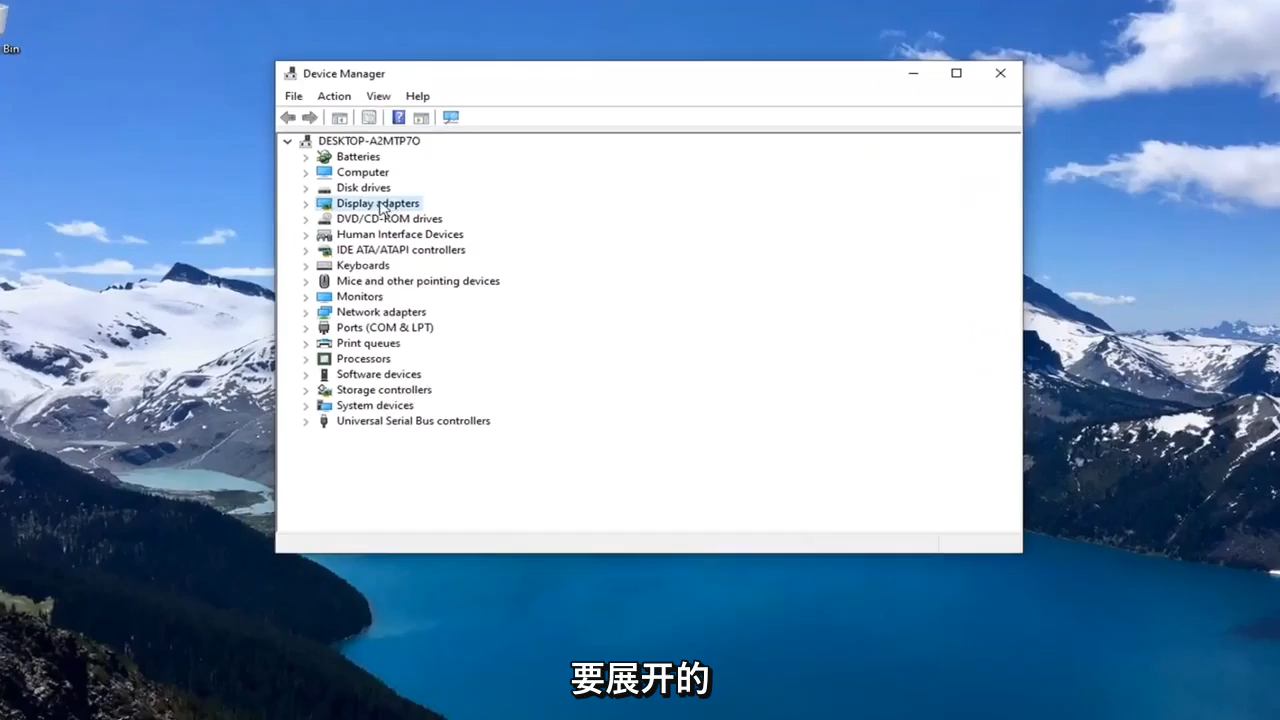 Bin
Device Manager
File Action View Help
DESKTOP-A2MTP7O
Batteries
Computer
Disk drives
Display adapters
DVD/CD-ROM drives
Human Interface Devices
IDE ATA/ATAPI controllers
Keyboards
Mice and other pointing devices
Monitors
Network adapters
Ports (COM & LPT)
Print queues
Processors
Software devices
Storage controllers
System devices
Universal Serial Bus controllers
要展开的